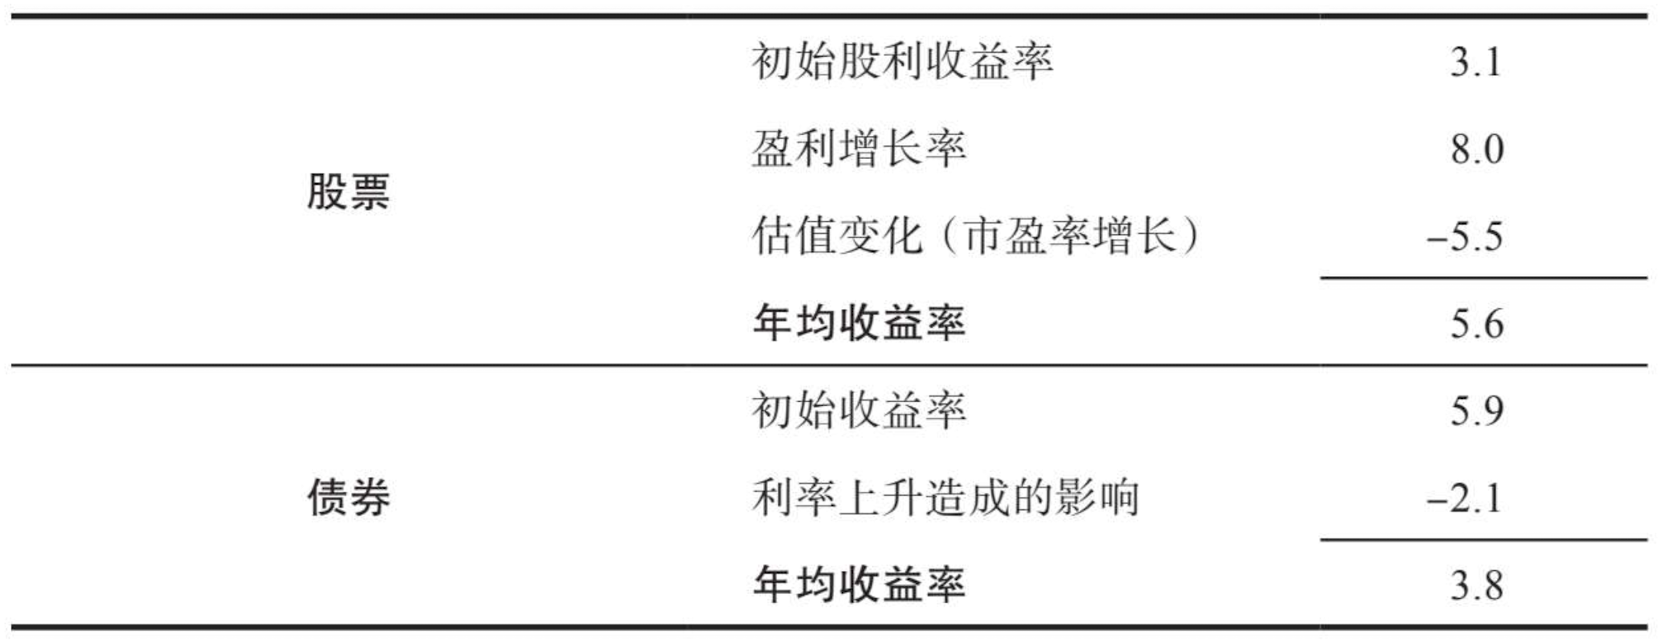 股票
初始股利收益率 3.1
盈利增长率 8.0
估值变化（市盈率增长） –5.5
年均收益率 5.6
债券
初始收益率 5.9
利率上升造成的影响 –2.1
年均收益率 3.8